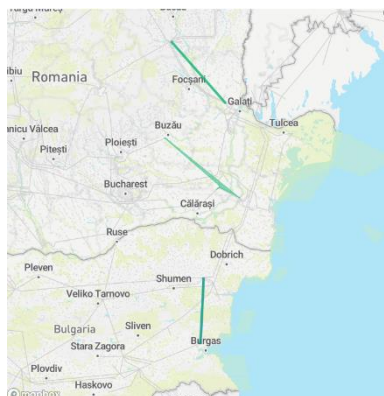 Romania
Focșani
Galați
Tulcea
Buzău
Ploiești
Pitești
Bucharest
Călărași
Ruse
Dobrich
Pleven
Shumen
Veliko Tarnovo
Bulgaria
Sliven
Stara Zagora
Burgas
Plovdiv
Haskovo
mapbox